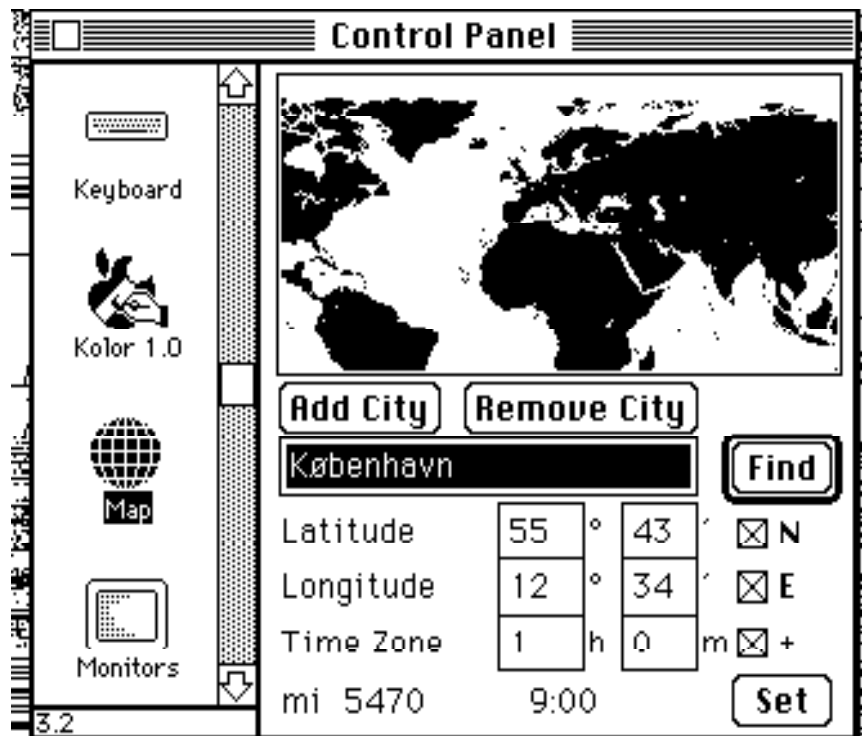 Control Panel
Keyboard
Kolor 1.0
Map
Monitors
3.2
Add City Remove City
København Find
Latitude 55 ° 43 ´ N
Longitude 12 ° 34 ´ E
Time Zone 1 h 0 m +
mi 5470 9:00 Set